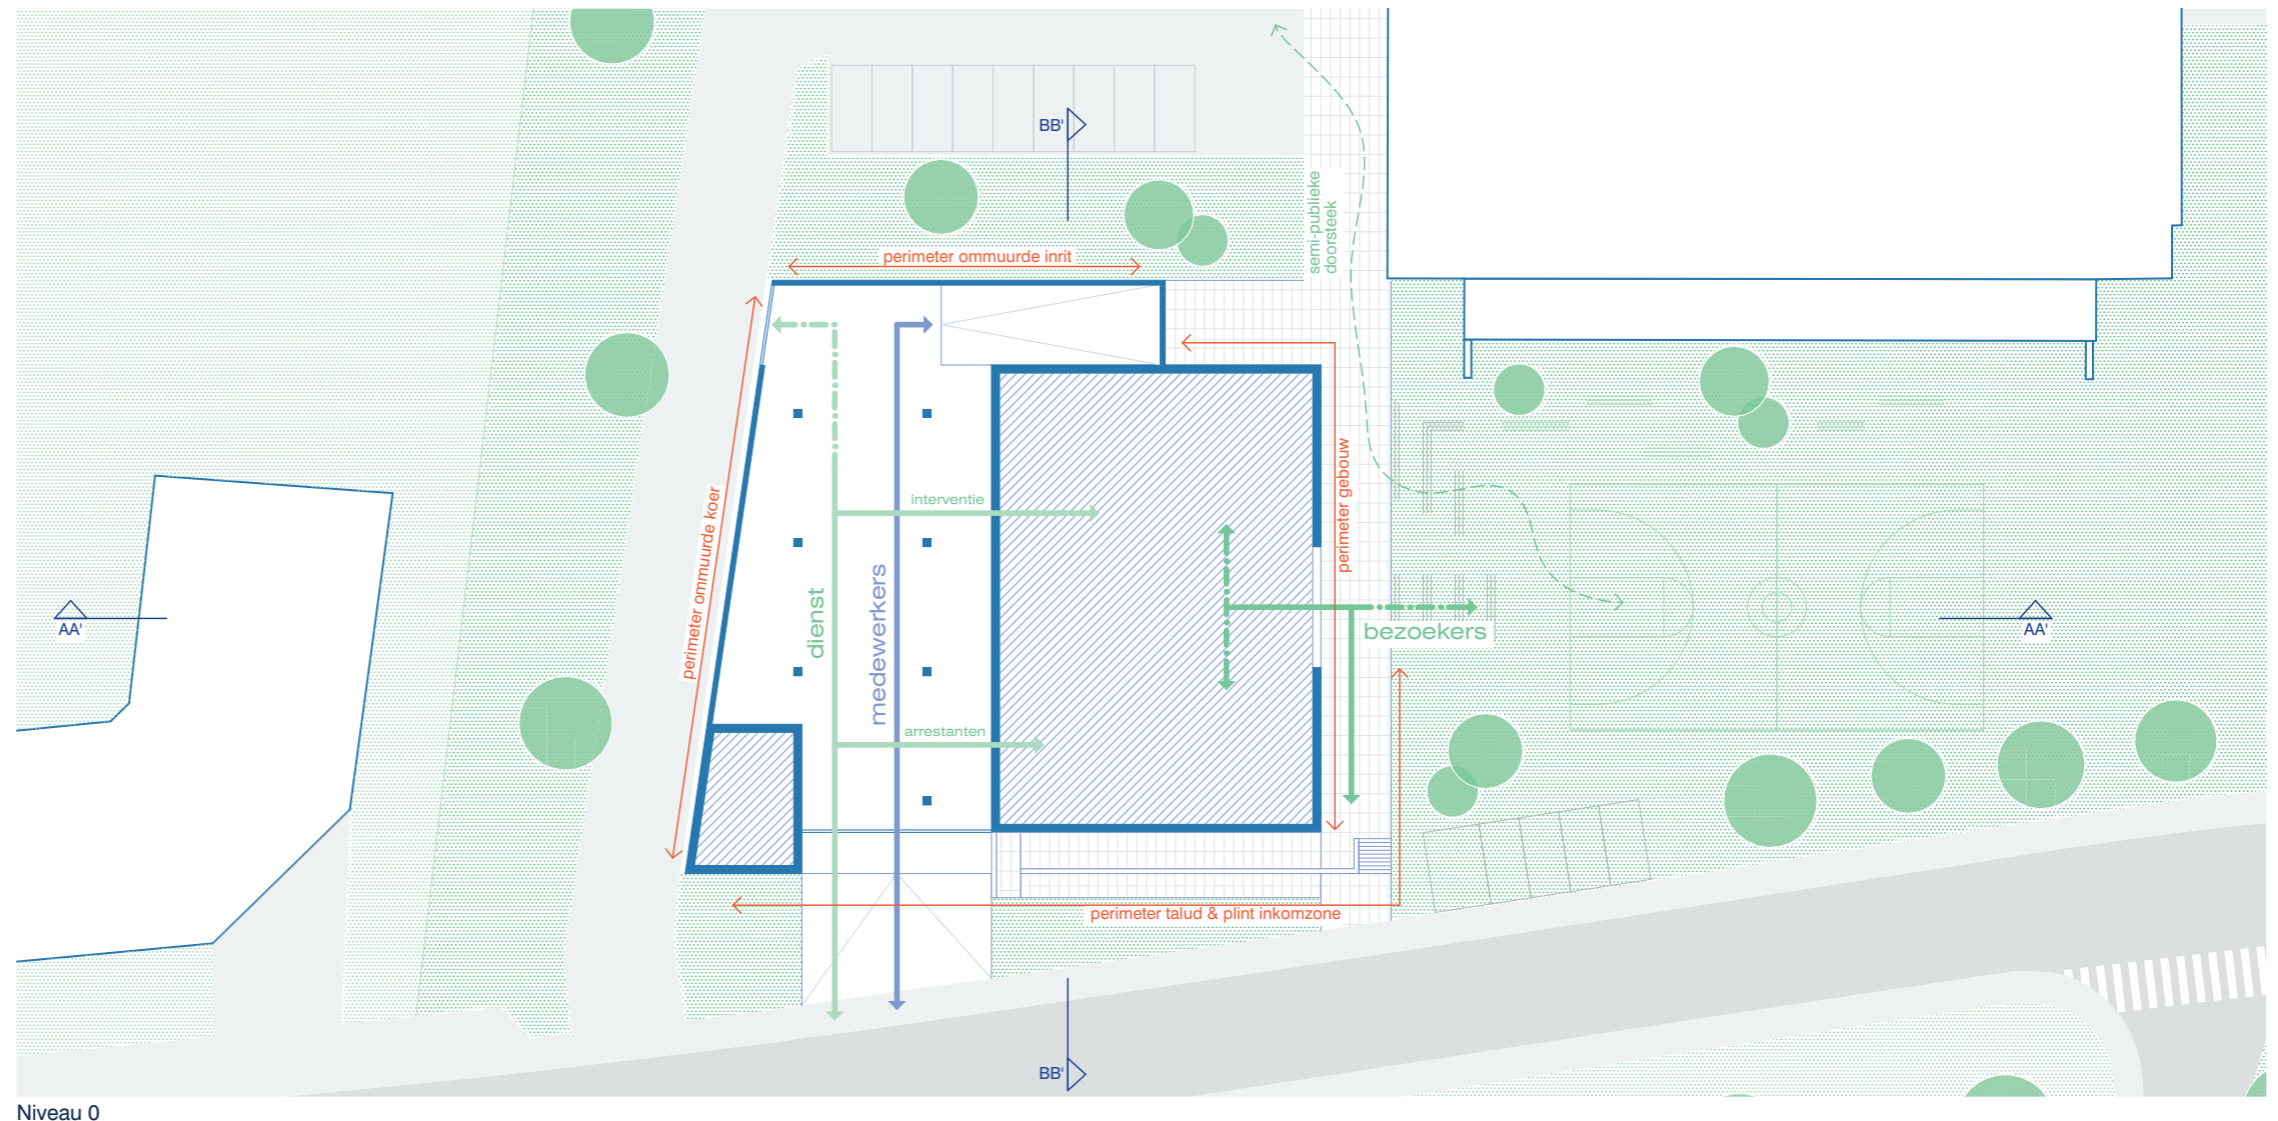 BB'
semi-publieke
doorsteek
perimeter ommuurde inrit
perimeter ommuurde koer
interventie
perimeter gebouw
dienst
medewerkers
AA'
bezoekers
AA'
arrestanten
perimeter talud & plint inkomzone
BB'
Niveau 0